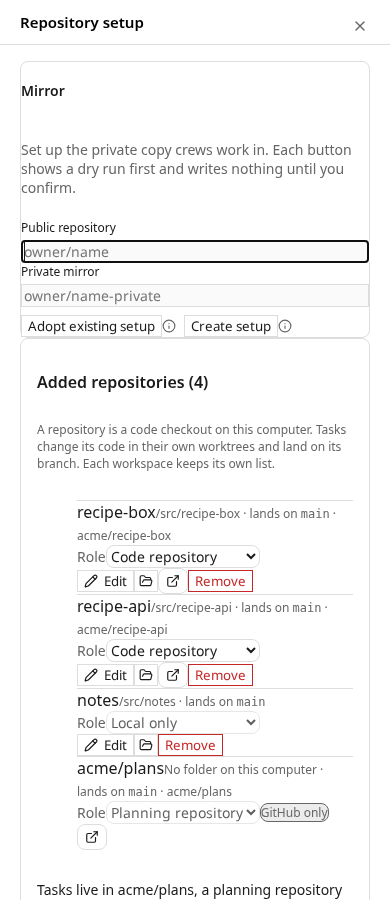 Repository setup
Mirror
Set up the private copy crews work in. Each button
shows a dry run first and writes nothing until you
confirm.
Public repository
owner/name
Private mirror
owner/name-private
Adopt existing setup Create setup
Added repositories (4)
A repository is a code checkout on this computer. Tasks
change its code in their own worktrees and land on its
branch. Each workspace keeps its own list.
recipe-box/src/recipe-box · lands on main ·
acme/recipe-box
Role Code repository
Edit Remove
recipe-api/src/recipe-api · lands on main ·
acme/recipe-api
Role Code repository
Edit Remove
notes/src/notes · lands on main
Role Local only
Edit Remove
acme/plansNo folder on this computer ·
lands on main · acme/plans
Role Planning repository GitHub only
Tasks live in acme/plans, a planning repository